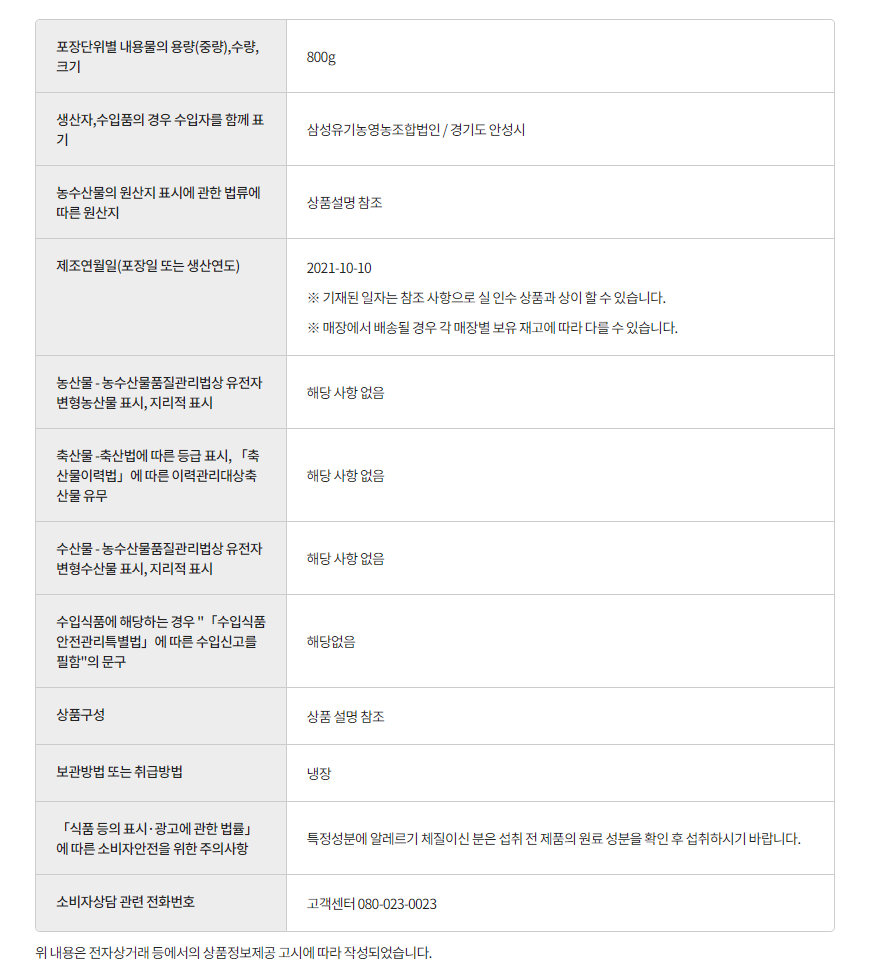 포장단위별 내용물의 용량(중량),수량,
크기
800g
생산자,수입품의 경우 수입자를 함께 표
기
삼성유기농영농조합법인 / 경기도 안성시
농수산물의 원산지 표시에 관한 법류에
따른 원산지
상품설명 참조
제조연월일(포장일 또는 생산연도)
2021-10-10
※ 기재된 일자는 참조 사항으로 실 인수 상품과 상이 할 수 있습니다.
※ 매장에서 배송될 경우 각 매장별 보유 재고에 따라 다를 수 있습니다.
농산물 - 농수산물품질관리법상 유전자
변형농산물 표시, 지리적 표시
해당 사항 없음
축산물 -축산법에 따른 등급 표시, 「축
산물이력법」에 따른 이력관리대상축
산물 유무
해당 사항 없음
수산물 - 농수산물품질관리법상 유전자
변형수산물 표시, 지리적 표시
해당 사항 없음
수입식품에 해당하는 경우 "「수입식품
안전관리특별법」에 따른 수입신고를
필함"의 문구
해당없음
상품구성
상품 설명 참조
보관방법 또는 취급방법
냉장
「식품 등의 표시·광고에 관한 법률」
에 따른 소비자안전을 위한 주의사항
특정성분에 알레르기 체질이신 분은 섭취 전 제품의 원료 성분을 확인 후 섭취하시기 바랍니다.
소비자상담 관련 전화번호
고객센터 080-023-0023
위 내용은 전자상거래 등에서의 상품정보제공 고시에 따라 작성되었습니다.